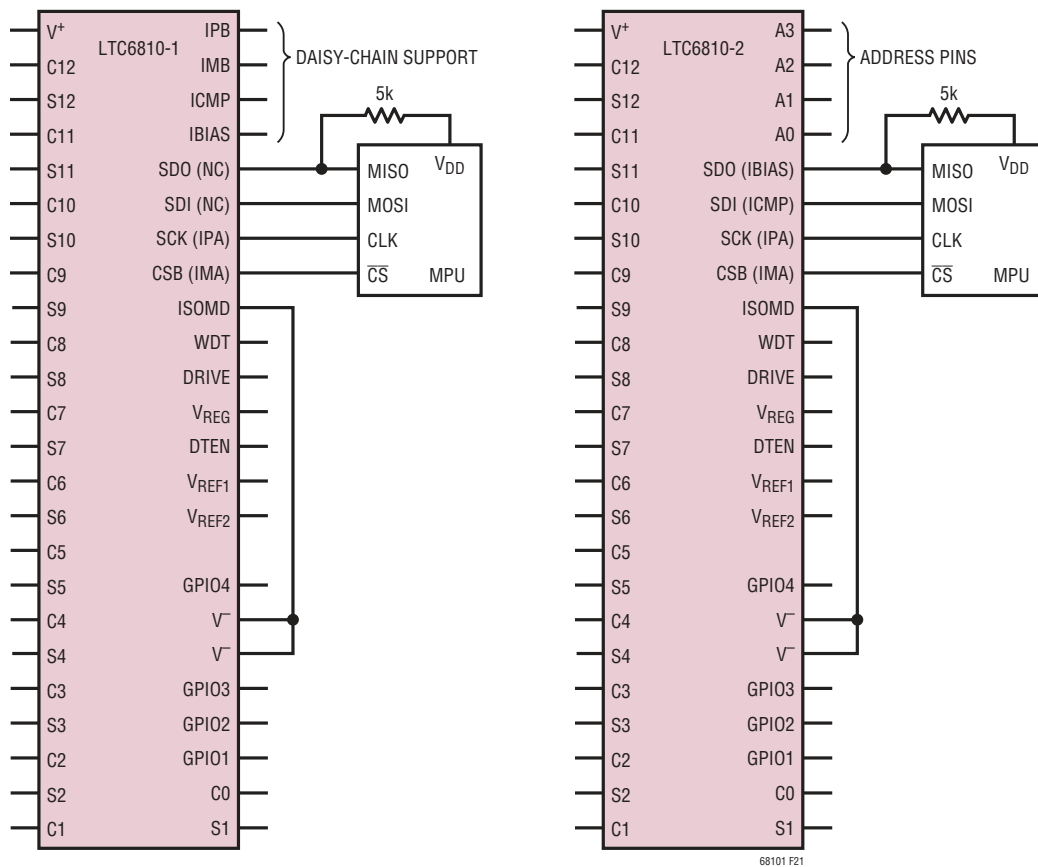 LTC6810-1
V+ IPB
C12 IMB
S12 ICMP
C11 IBIAS
S11 SDO (NC)
C10 SDI (NC)
S10 SCK (IPA)
C9 CSB (IMA)
S9 ISOMD
C8 WDT
S8 DRIVE
C7 VREG
S7 DTEN
C6 VREF1
S6 VREF2
C5
S5 GPIO4
C4 V–
S4 V–
C3 GPIO3
S3 GPIO2
C2 GPIO1
S2 C0
C1 S1
DAISY-CHAIN SUPPORT
5k
MISO VDD
MOSI
CLK
CS MPU
LTC6810-2
V+ A3
C12 A2
S12 A1
C11 A0
S11 SDO (IBIAS)
C10 SDI (ICMP)
S10 SCK (IPA)
C9 CSB (IMA)
S9 ISOMD
C8 WDT
S8 DRIVE
C7 VREG
S7 DTEN
C6 VREF1
S6 VREF2
C5
S5 GPIO4
C4 V–
S4 V–
C3 GPIO3
S3 GPIO2
C2 GPIO1
S2 C0
C1 S1
ADDRESS PINS
5k
MISO VDD
MOSI
CLK
CS MPU
68101 F21